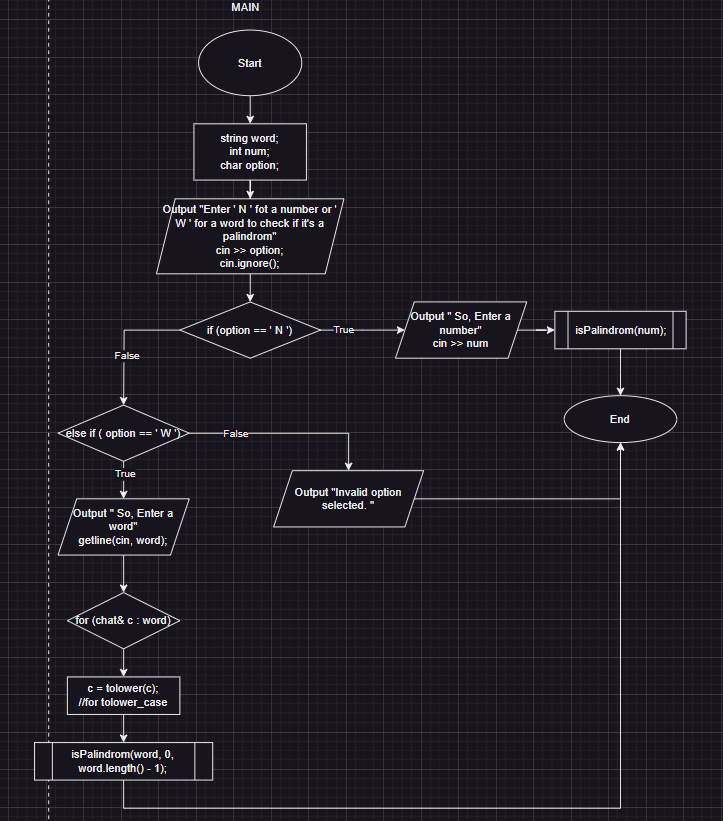 MAIN
Start
string word;
int num;
char option;
Output "Enter ' N ' fot a number or '
W ' for a word to check if it's a
palindrom"
cin >> option;
cin.ignore();
if (option == ' N ')
True
Output " So, Enter a
number"
cin >> num
isPalindrom(num);
False
End
else if ( option == ' W ')
False
True
Output "Invalid option
selected. "
Output " So, Enter a
word"
getline(cin, word);
for (chat& c : word)
c = tolower(c);
//for tolower_case
isPalindrom(word, 0,
word.length() - 1);